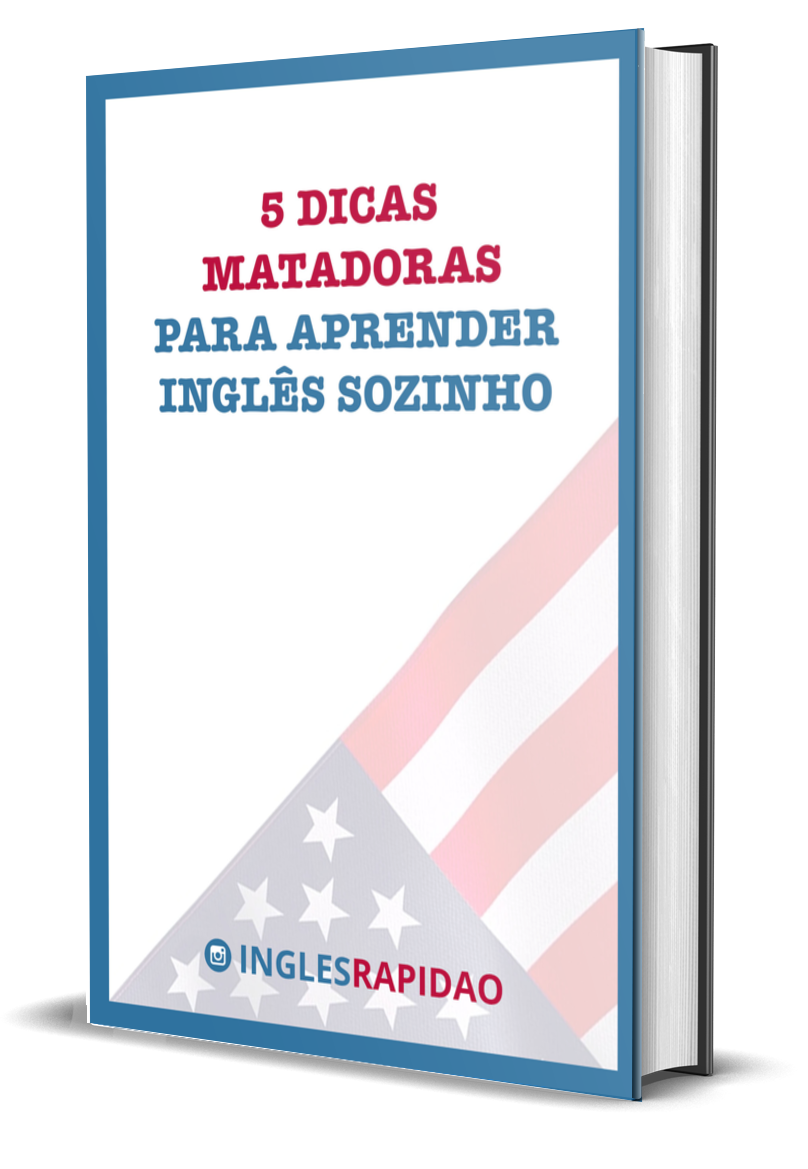 5 DICAS
MATADORAS
PARA APRENDER
INGLÊS SOZINHO
INGLESRAPIDAO